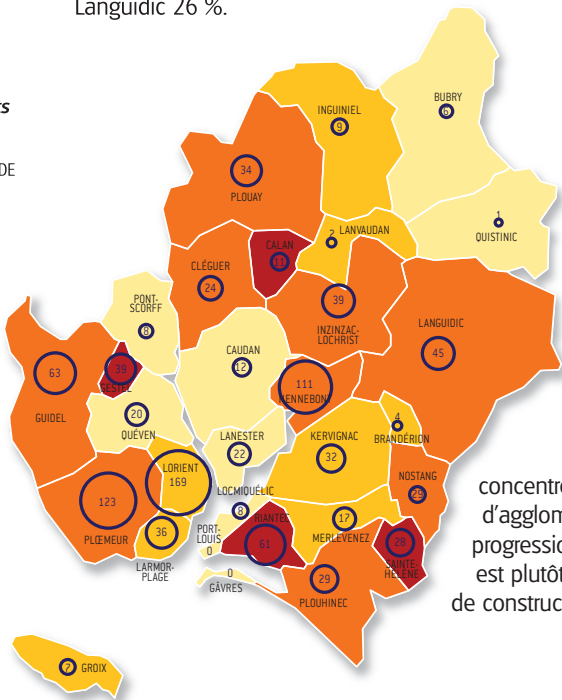 Languidic 26 %.
ts
DE
BUBRY
6
INGUINIEL
9
34
PLOUAY
1
QUISTINIC
2 LANVAUDAN
CALAN
11
CLÉGUER
24
39
INZINZAC-
LOCHRIST
LANGUIDIC
45
PONT-
SCORFF
8
CAUDAN
12
63
GUIDEL
39
GESTEL
111
HENNEBONT
20
QUÉVEN
4
BRANDÉRION
LANESTER
22
KERVIGNAC
32
LORIENT
169
NOSTANG
123
PLŒMEUR
LOCMIQUÉLIC
8
RIANTEC
61
17
MERLEVENEZ
36
LARMOR-
PLAGE
PORT-
LOUIS
0
28
SAINTE-
HÉLÈNE
0
GÂVRES
29
PLOUHINEC
7 GROIX
concentre
d'agglom
progressio
est plutôt
de construc